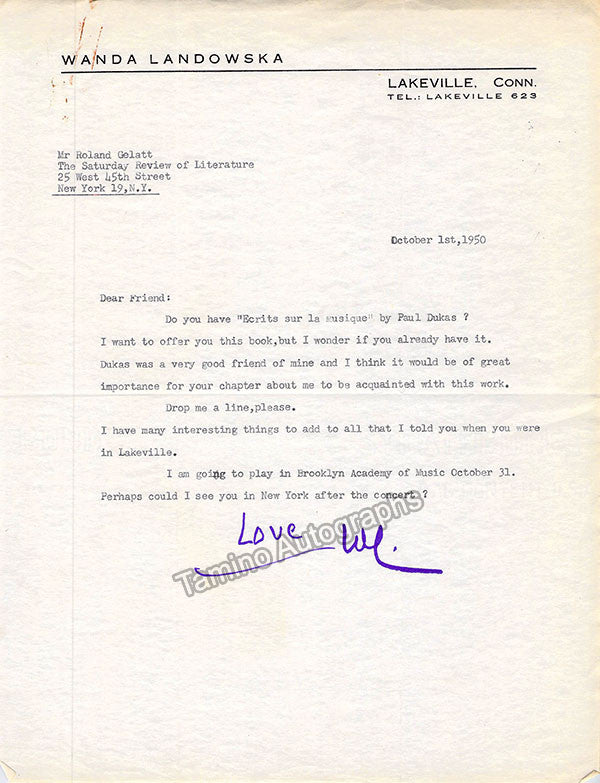 WANDA LANDOWSKA
LAKEVILLE, CONN.
TEL.: LAKEVILLE 623
Mr Roland Gelatt
The Saturday Review of Literature
25 West 45th Street
New York 19,N.Y.
October 1st,1950
Dear Friend:
Do you have "Ecrits sur la musique" by Paul Dukas ?
I want to offer you this book,but I wonder if you already have it.
Dukas was a very good friend of mine and I think it would be of great
importance for your chapter about me to be acquainted with this work.
Drop me a line,please.
I have many interesting things to add to all that I told you when you were
in Lakeville.
I am going to play in Brooklyn Academy of Music October 31.
Perhaps could I see you in New York after the concert ?
Love WL.
Tamino Autographs